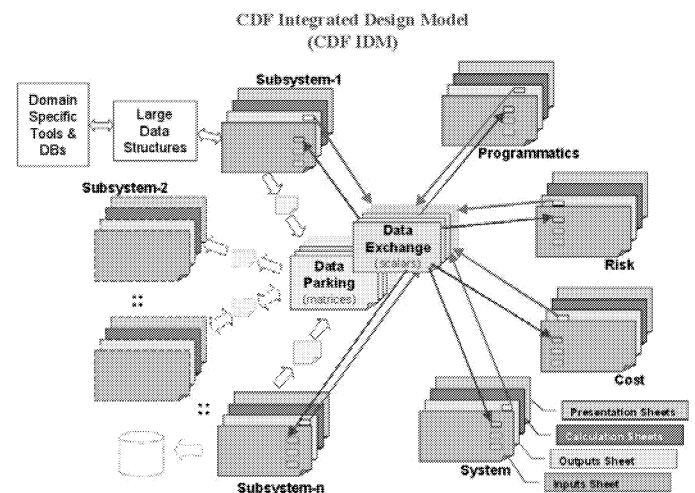 CDF Integrated Design Model
(CDF IDM)
Subsystem-1
Domain
Specific
Tools &
DBs
Large
Data
Structures
Programmatics
Subsystem-2
Data
Exchange
(scalars)
Data
Parking
(matrices)
Risk
::
Cost
::
Presentation Sheets
Calculation Sheets
Outputs Sheet
Inputs Sheet
System
Subsystem-n